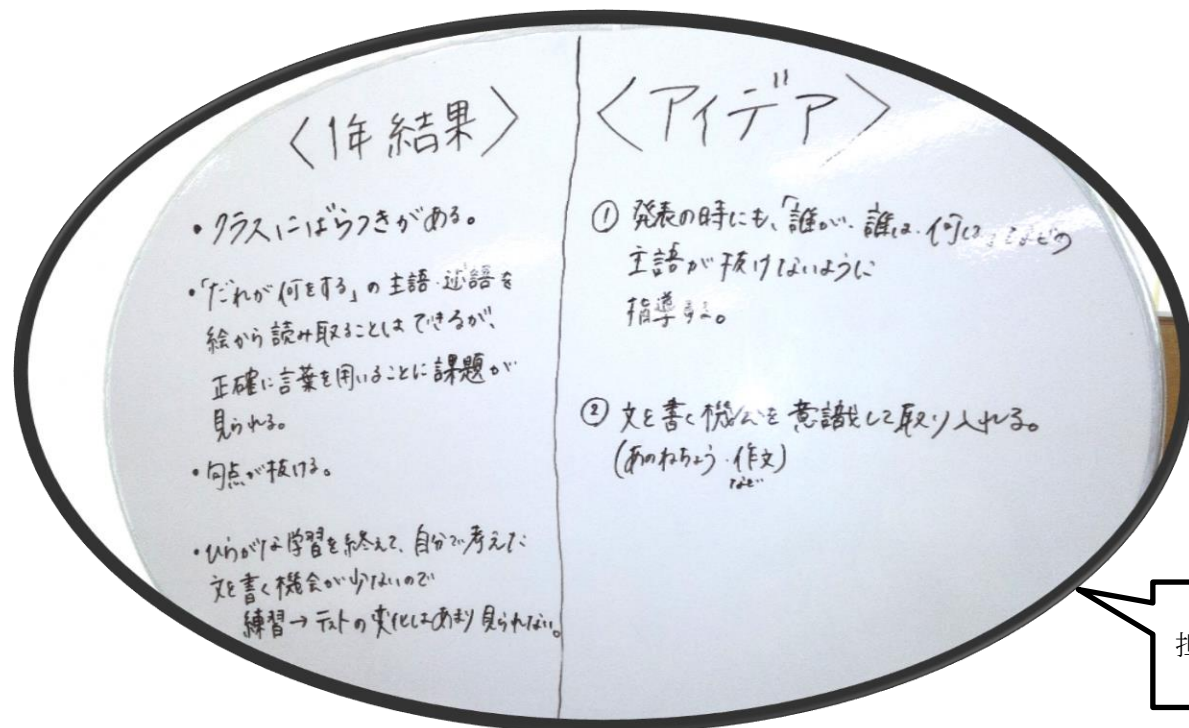 〈1年 結果〉
・クラスにばらつきがある。
・「だれが何をする」の主語・述語を
絵から読み取ることはできるが、
正確に言葉を用いることに課題が
見られる。
・句点が抜ける。
・ひらがな学習を終えて、自分で考えた
文を書く機会が少ないので
練習→テストの変化はあまり見られない。
〈アイデア〉
① 発表の時にも、「誰が、誰は、何は」などの
主語が抜けないように
指導する。
② 文を書く機会を意識して取り入れる。
(あのねちょう・作文)
など
担